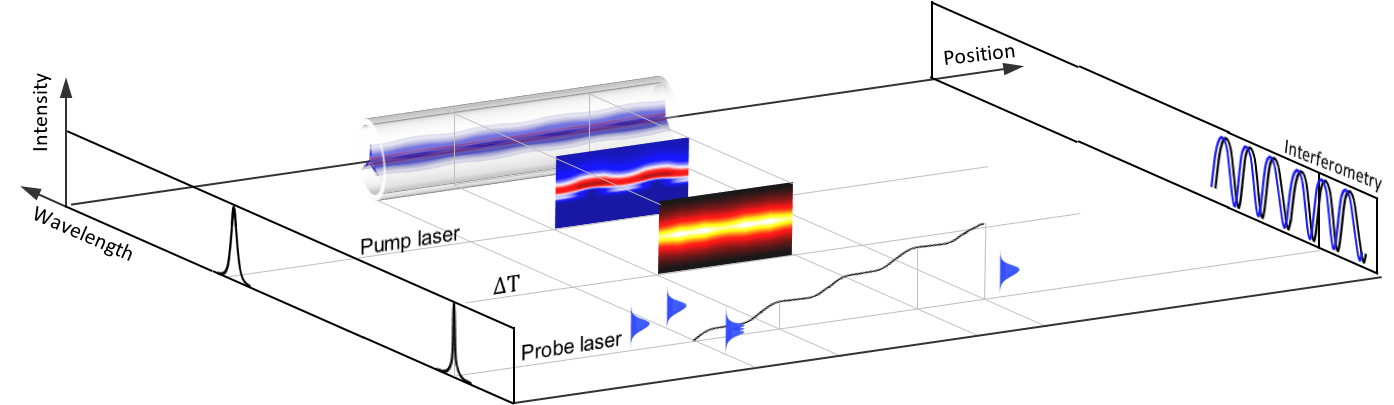 Intensity
Wavelength
Position
Interferometry
Pump laser
ΔT
Probe laser